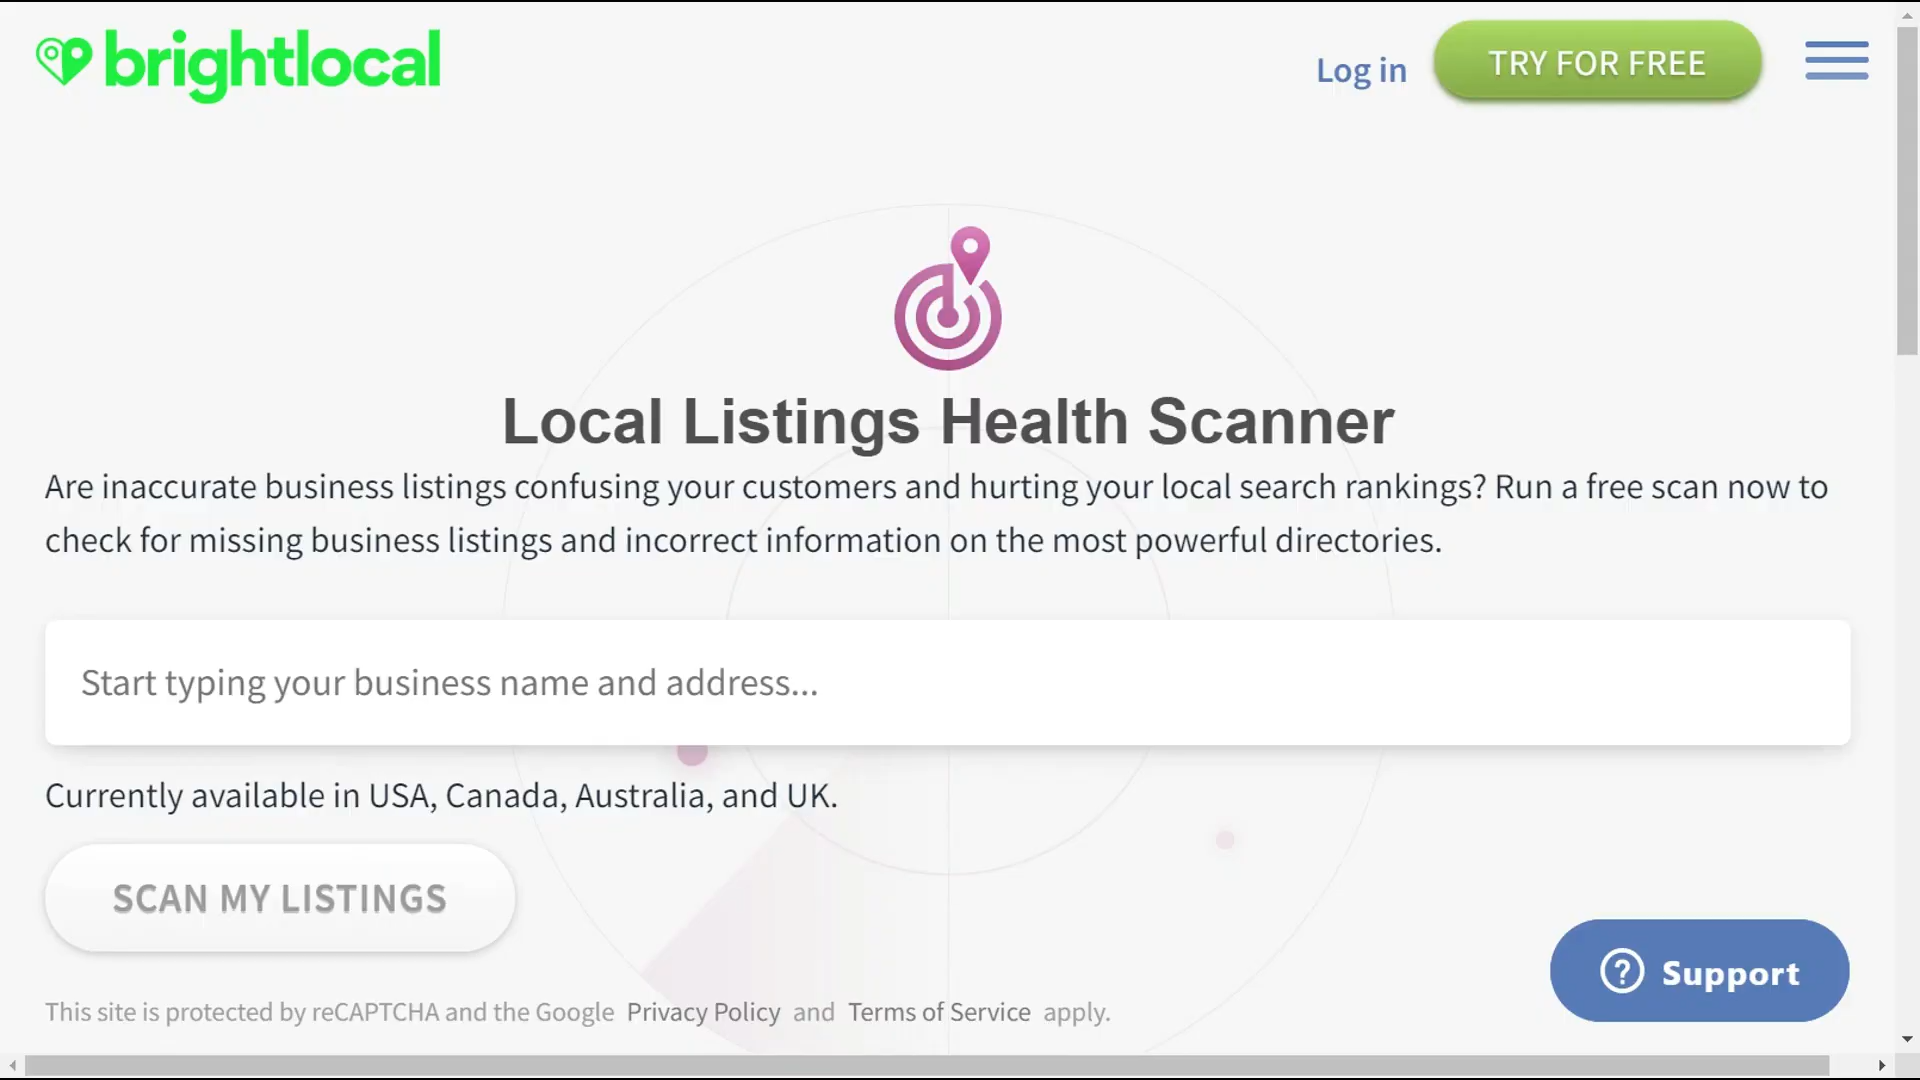 brightlocal
Log in
TRY FOR FREE
Local Listings Health Scanner
Are inaccurate business listings confusing your customers and hurting your local search rankings? Run a free scan now to
check for missing business listings and incorrect information on the most powerful directories.
Start typing your business name and address...
Currently available in USA, Canada, Australia, and UK.
SCAN MY LISTINGS
Support
This site is protected by reCAPTCHA and the Google Privacy Policy and Terms of Service apply.